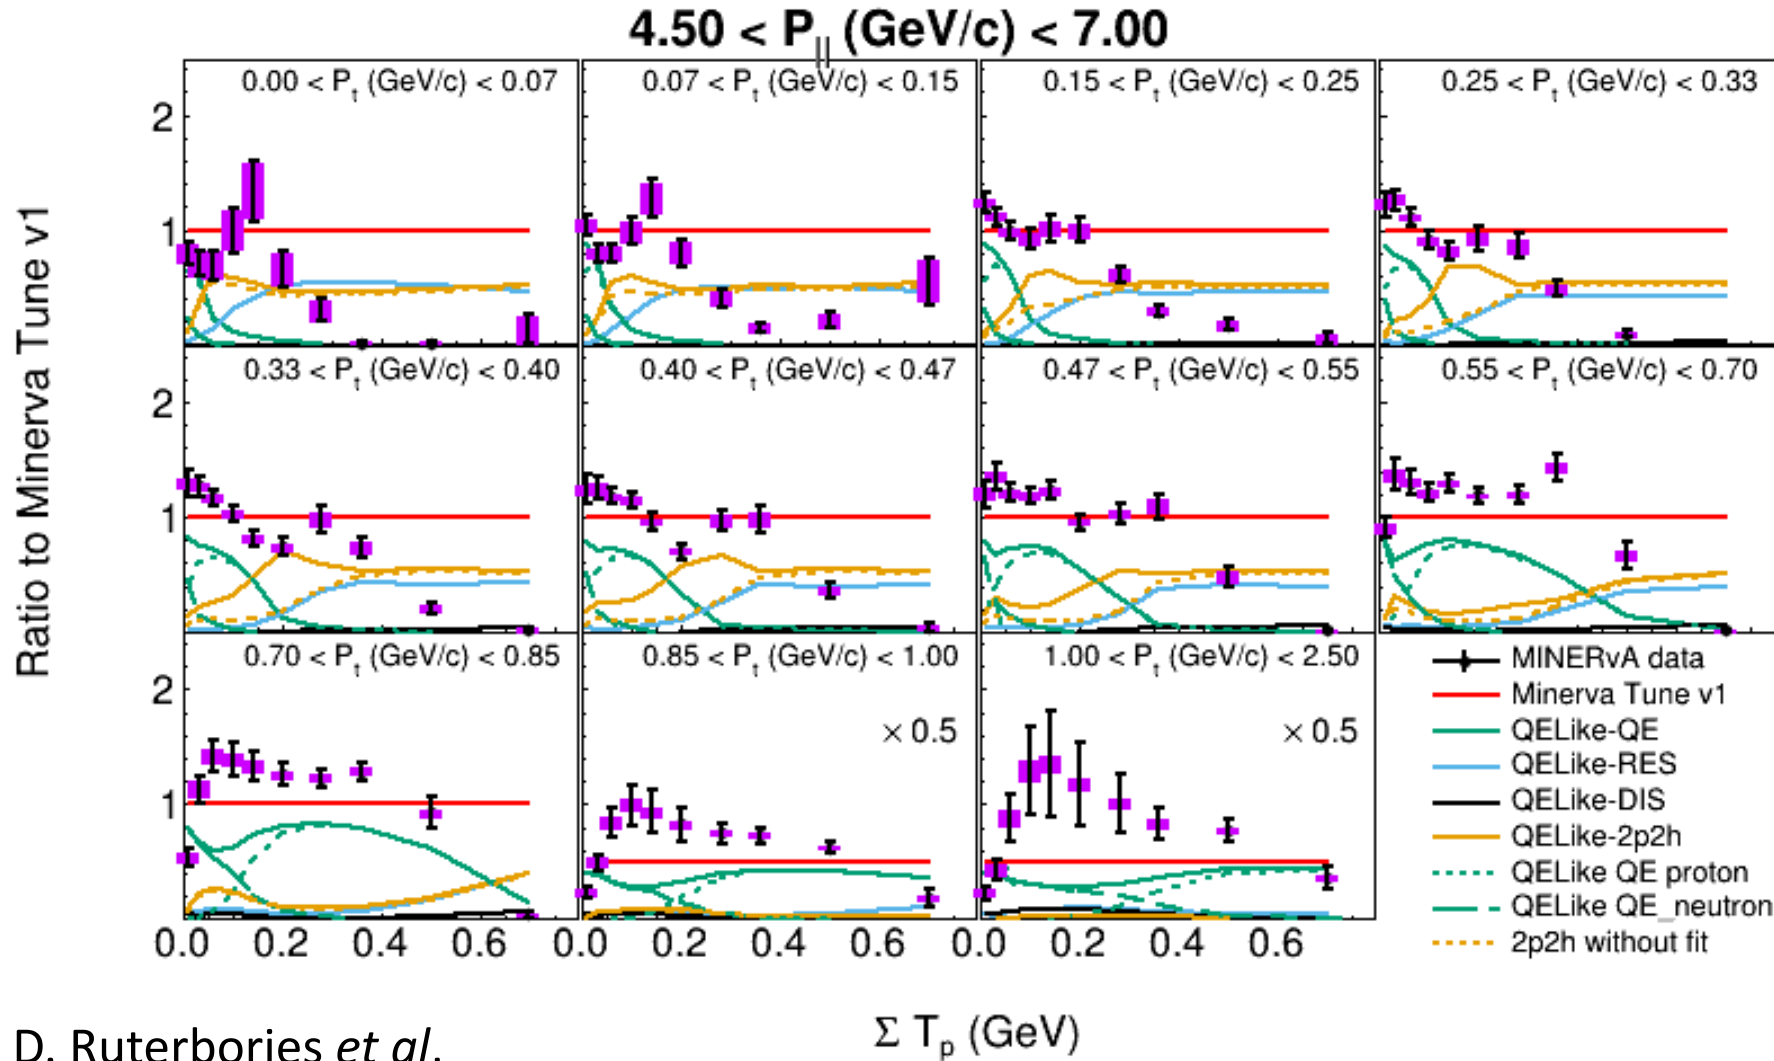 4.50 < P|| (GeV/c) < 7.00
0.00 < Pt (GeV/c) < 0.07
0.07 < Pt (GeV/c) < 0.15
0.15 < Pt (GeV/c) < 0.25
0.25 < Pt (GeV/c) < 0.33
2
1
0.33 < Pt (GeV/c) < 0.40
0.40 < Pt (GeV/c) < 0.47
0.47 < Pt (GeV/c) < 0.55
0.55 < Pt (GeV/c) < 0.70
2
1
0.70 < Pt (GeV/c) < 0.85
0.85 < Pt (GeV/c) < 1.00
1.00 < Pt (GeV/c) < 2.50
2
1
× 0.5
× 0.5
Ratio to Minerva Tune v1
MINERvA data
Minerva Tune v1
QELike-QE
QELike-RES
QELike-DIS
QELike-2p2h
QELike QE proton
QELike QE_neutron
2p2h without fit
0.0 0.2 0.4 0.6 0.0 0.2 0.4 0.6 0.0 0.2 0.4 0.6
Σ Tp (GeV)
D. Ruterbories et al.